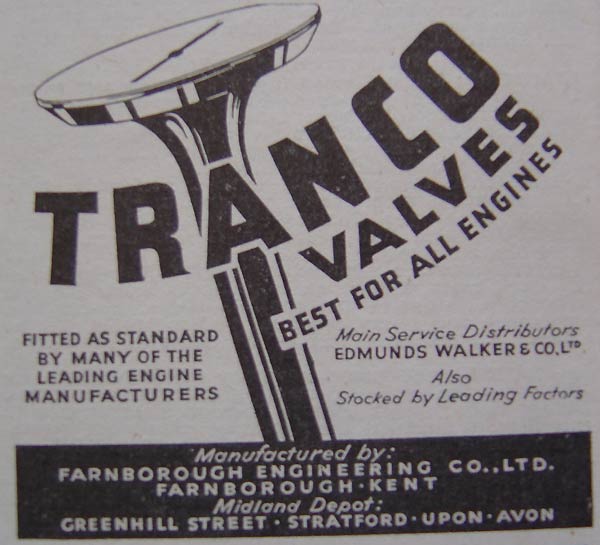 TRANCO
VALVES
BEST FOR ALL ENGINES
FITTED AS STANDARD
BY MANY OF THE
LEADING ENGINE
MANUFACTURERS
Main Service Distributors
EDMUNDS WALKER & CO., LTD
Also
Stocked by Leading Factors
Manufactured by:
FARNBOROUGH ENGINEERING CO.,LTD.
FARNBOROUGH · KENT
Midland Depot:
GREENHILL STREET · STRATFORD · UPON · AVON